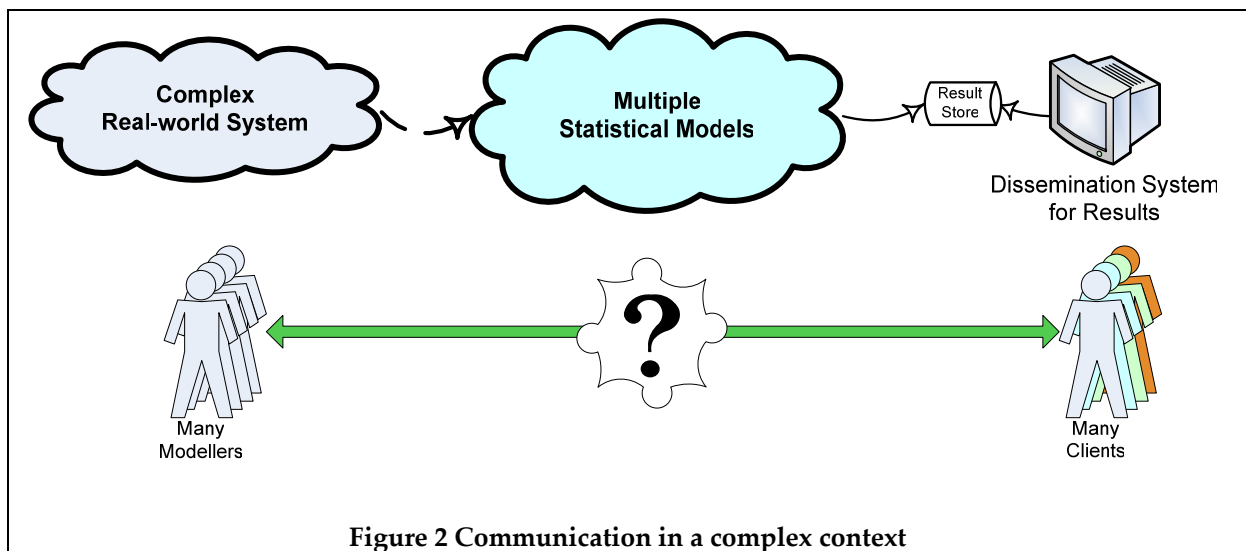 Complex
Real-world System
Multiple
Statistical Models
Result
Store
Dissemination System
for Results
?
Many
Modellers
Many
Clients
Figure 2 Communication in a complex context